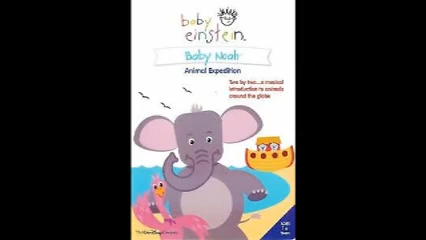 baby
einstein
Baby Noah
Animal Expedition
Two by two...a musical
introduction to animals
around the globe